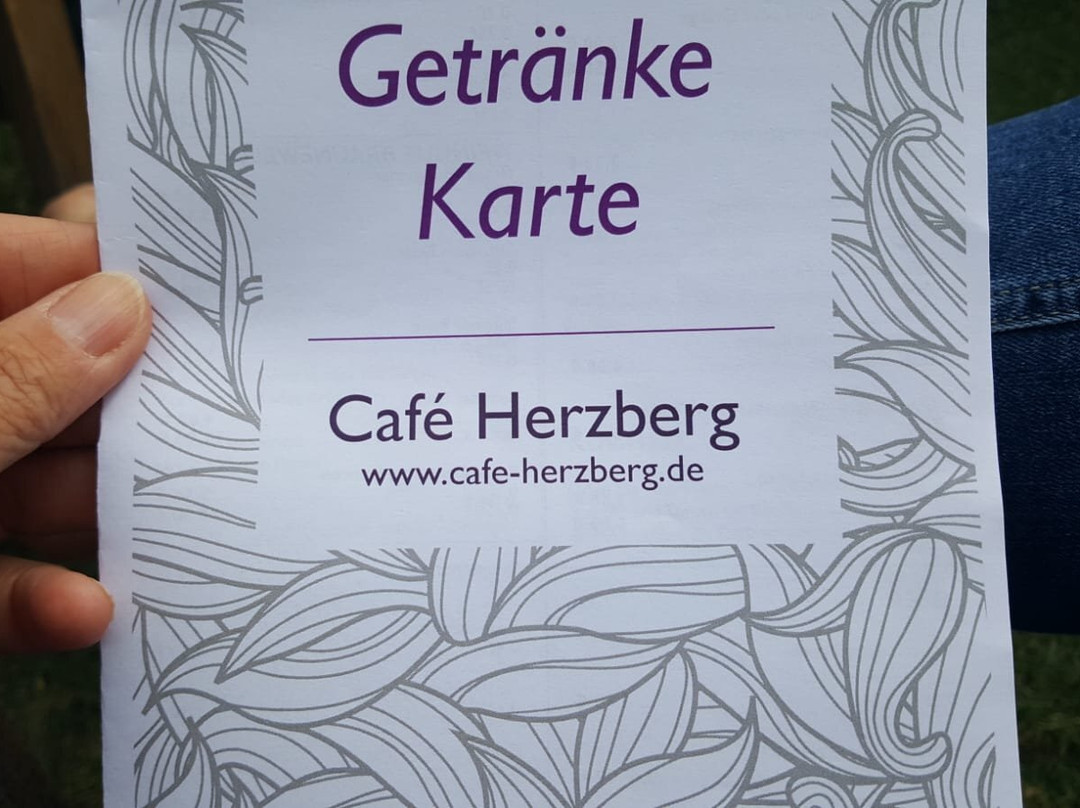 Getränke
Karte
Café Herzberg
www.cafe-herzberg.de